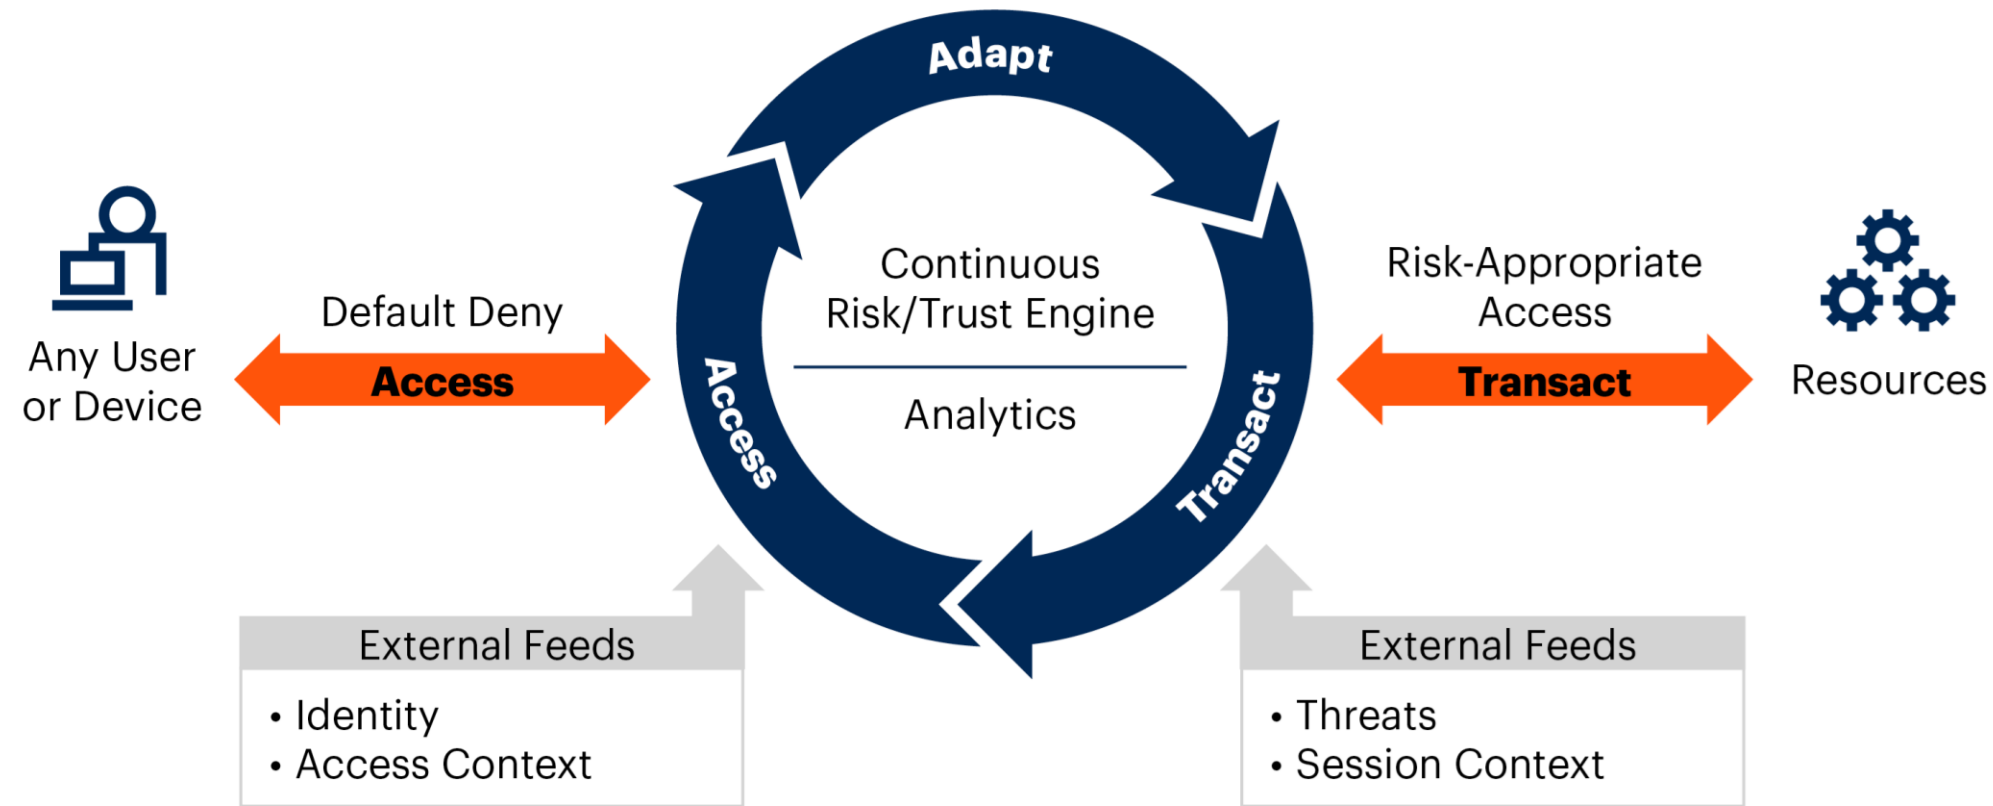 Adapt
Continuous
Risk/Trust Engine
Analytics
Access
Transact
Any User
or Device
Default Deny
Access
Risk-Appropriate
Access
Transact
Resources
External Feeds
• Identity
• Access Context
External Feeds
• Threats
• Session Context